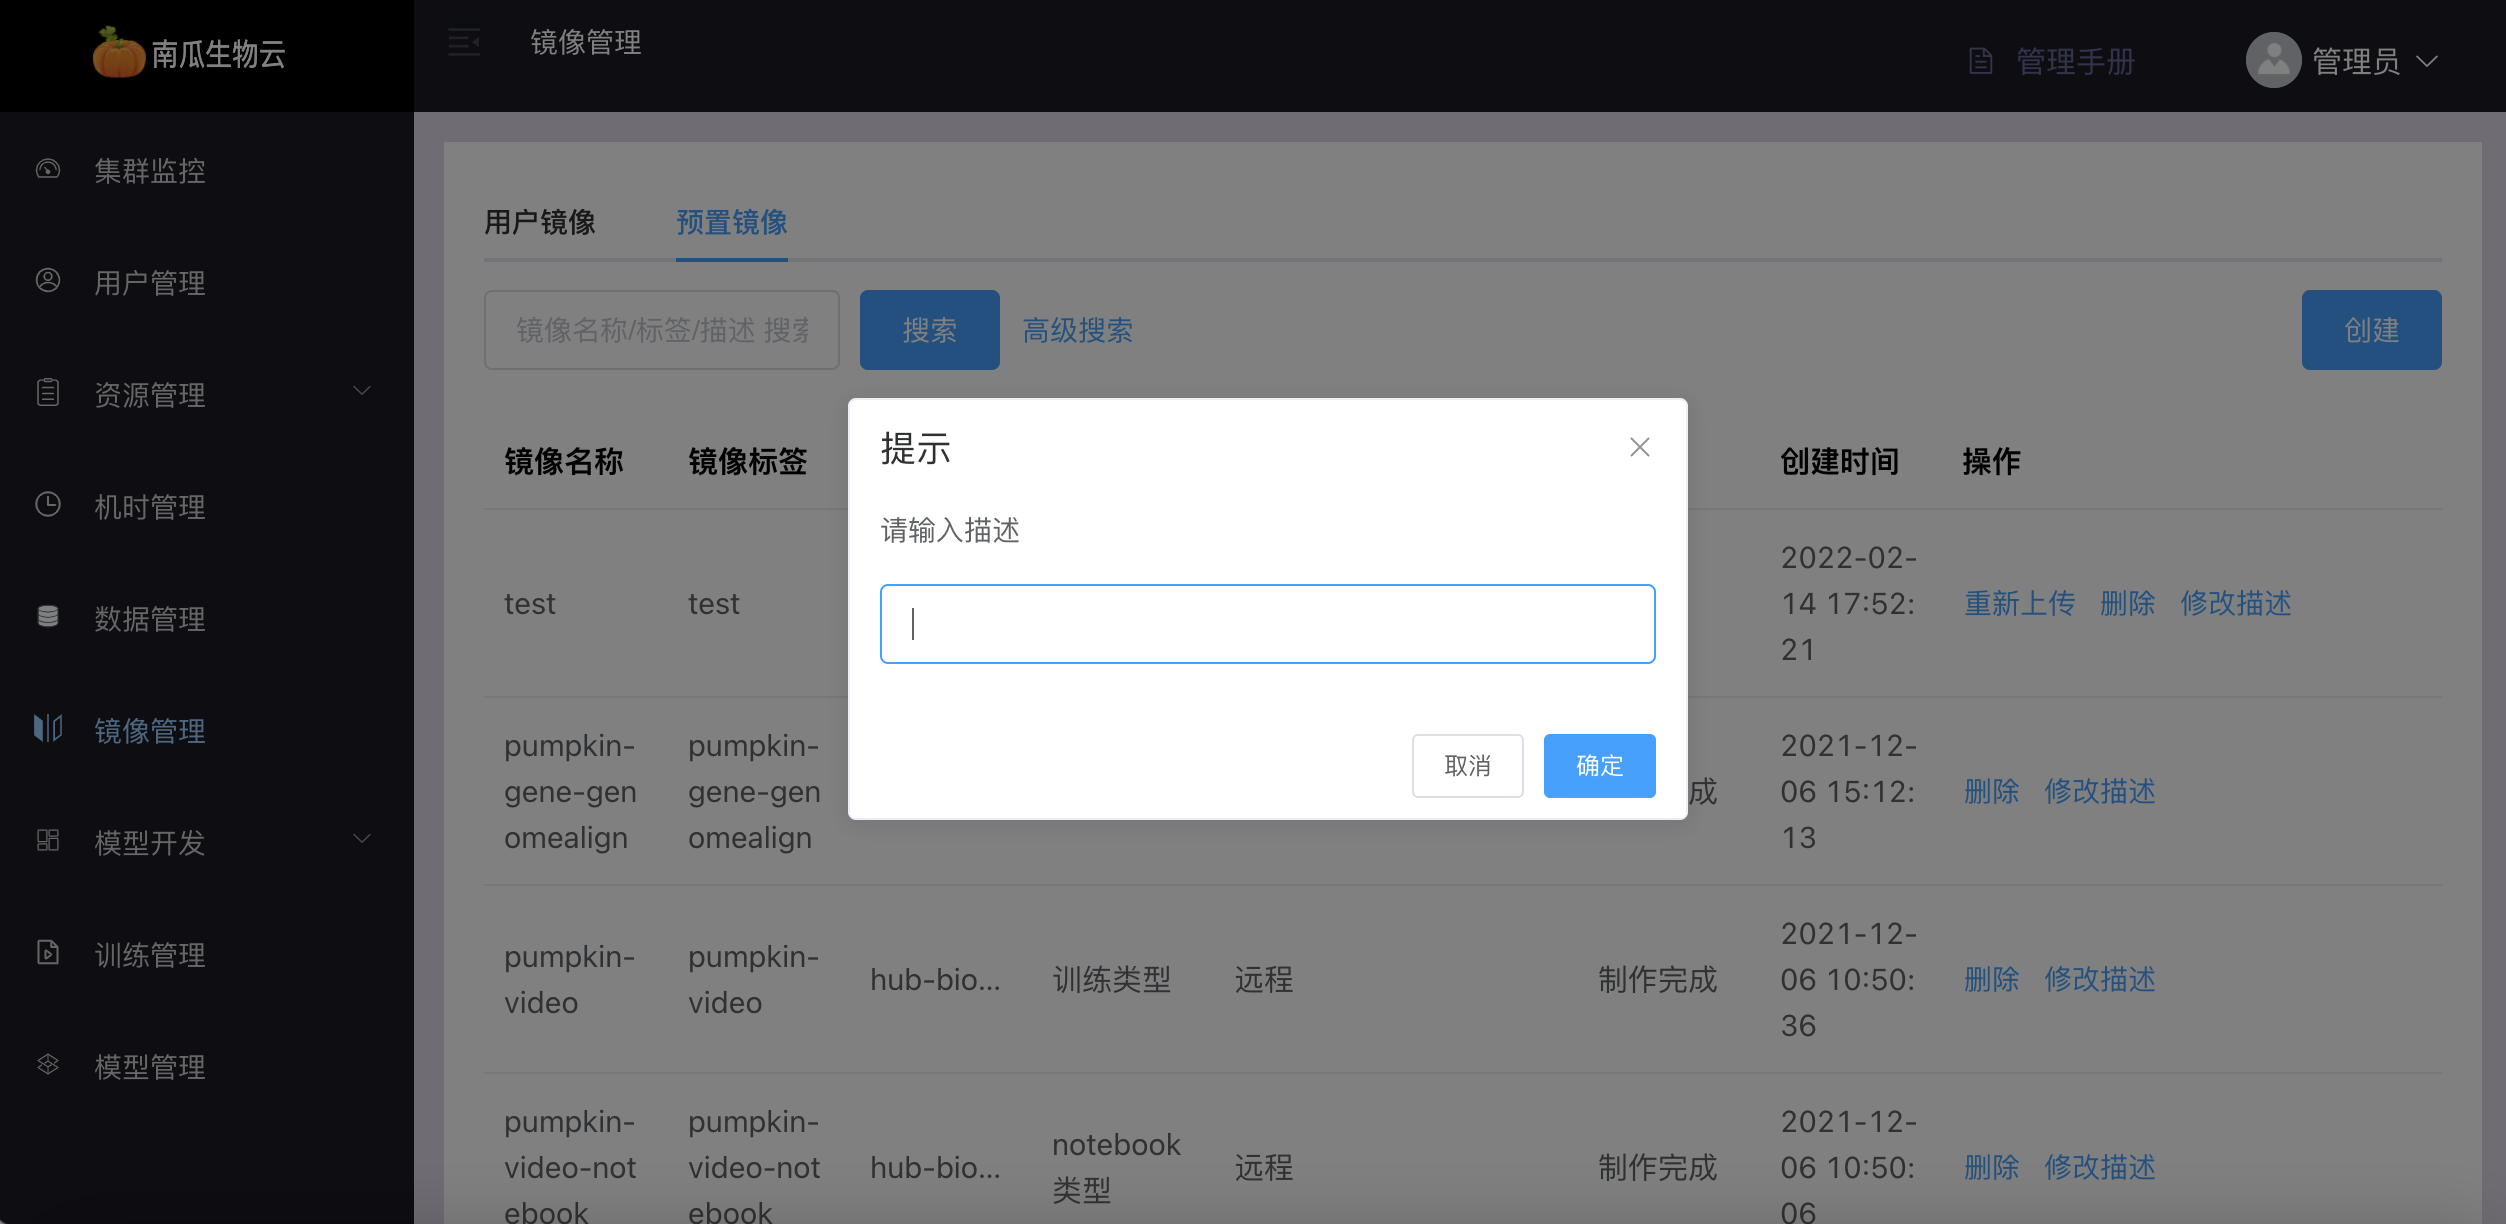 南瓜生物云
镜像管理
管理手册
管理员
集群监控
用户管理
资源管理
机时管理
数据管理
镜像管理
模型开发
训练管理
模型管理
用户镜像 预置镜像
镜像名称/标签/描述 搜
搜索
高级搜索
创建
镜像名称 镜像标签 创建时间 操作
test test 2022-02-14 17:52:21 重新上传 删除 修改描述
pumpkin-gene-genomealign pumpkin-gene-genomealign 成 2021-12-06 15:12:13 删除 修改描述
pumpkin-video pumpkin-video hub-bio... 训练类型 远程 制作完成 2021-12-06 10:50:36 删除 修改描述
pumpkin-video-notebook pumpkin-video-notebook hub-bio... notebook类型 远程 制作完成 2021-12-06 10:50:06 删除 修改描述
提示
请输入描述
取消 确定